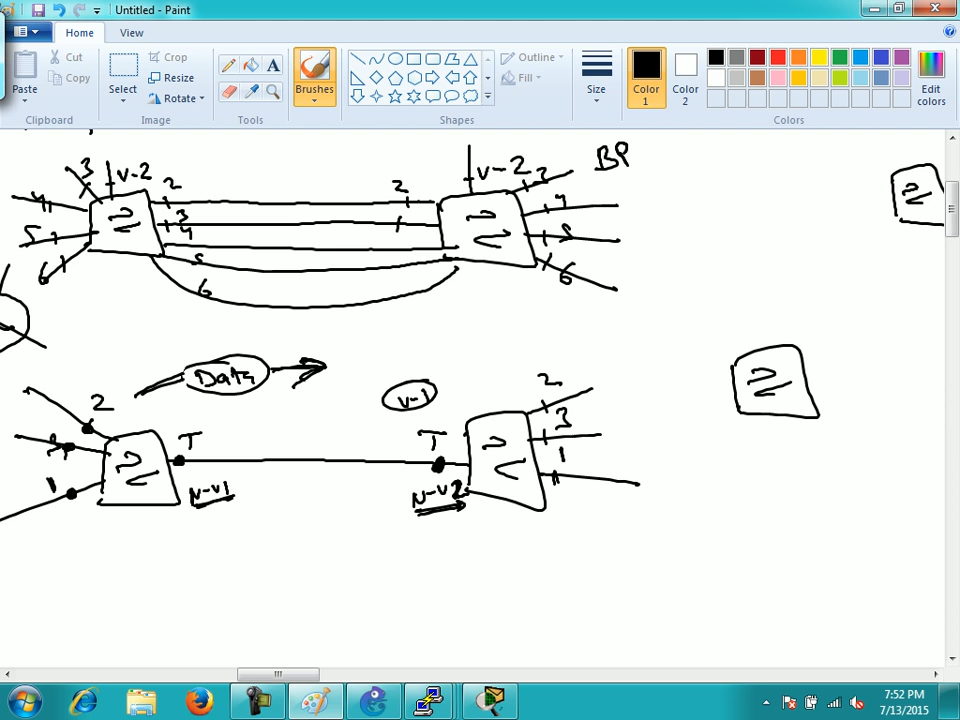 Untitled - Paint
Home
View
Paste
Cut
Copy
Select
Crop
Resize
Rotate
Brushes
Outline
Fill
Size
Color 1
Color 2
Edit colors
Clipboard
Image
Tools
Shapes
Colors
3 V-2 2 2 V-2 2 BP
4 3 4
5 4 5
6 5 6
6
Data V-1
2 2
T T 3
1 1
N-V1 N-V2
7:52 PM
7/13/2015